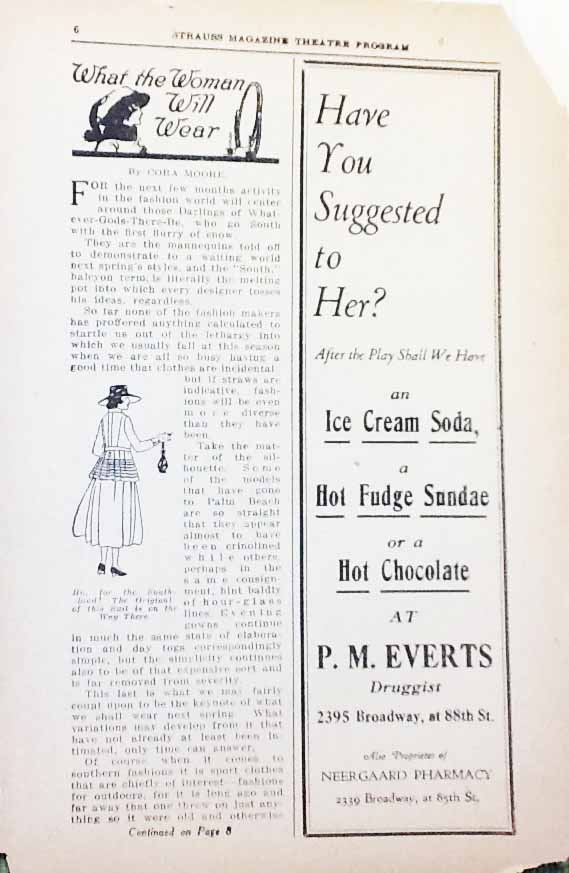 6
STRAUSS MAGAZINE THEATRE PROGRAM
What the Woman
Will
Wear
By CORA MOORE.
FOR the next few months activity
in the fashion world will center
around those Darlings of What-
ever-Gods-There-Be, who go South
with the first flurry of snow.
They are the mannequins told off
to demonstrate to a waiting world
next spring's styles, and the "South,"
halcyon term, is literally the melting
pot into which every designer tosses
his ideas, regardless.
So far none of the fashion makers
has proffered anything calculated to
startle us out of the lethargy into
which we usually fall at this season
when we are all so busy having a
good time that clothes are incidental
but if straws are
indicative, fash-
ions will be even
more diverse
than they have
been.
Take the mat-
ter of the sil-
houette. Some
of the models
that have gone
to Palm Beach
are so straight
that they appear
almost to have
been crinolined
while others,
perhaps in the
same consign-
ment, hint baldly
of hour-glass
lines. Evening
gowns continue
in much the same state of elabora-
tion and day togs correspondingly
simple, but the simplicity continues
also to be of that expensive sort and
is far removed from severity.
This last is what we may fairly
count upon to be the keynote of what
we shall wear next spring. What
variations may develop from it that
have not already at least been in-
timated, only time can answer.
Of course when it comes to
southern fashions it is sport clothes
that are chiefly of interest—fashions
for outdoors, for it is long ago and
far away that one threw on just any-
thing so it were old and otherwise
Continued on Page 8
for the South-
land! The Original
of this Suit is on the
Way There.
Have
You
Suggested
to
Her?
After the Play Shall We Have
an
Ice Cream Soda,
a
Hot Fudge Sundae
or a
Hot Chocolate
AT
P. M. EVERTS
Druggist
2395 Broadway, at 88th St.
Also Proprietor of
NEERGAARD PHARMACY
2339 Broadway, at 85th St.